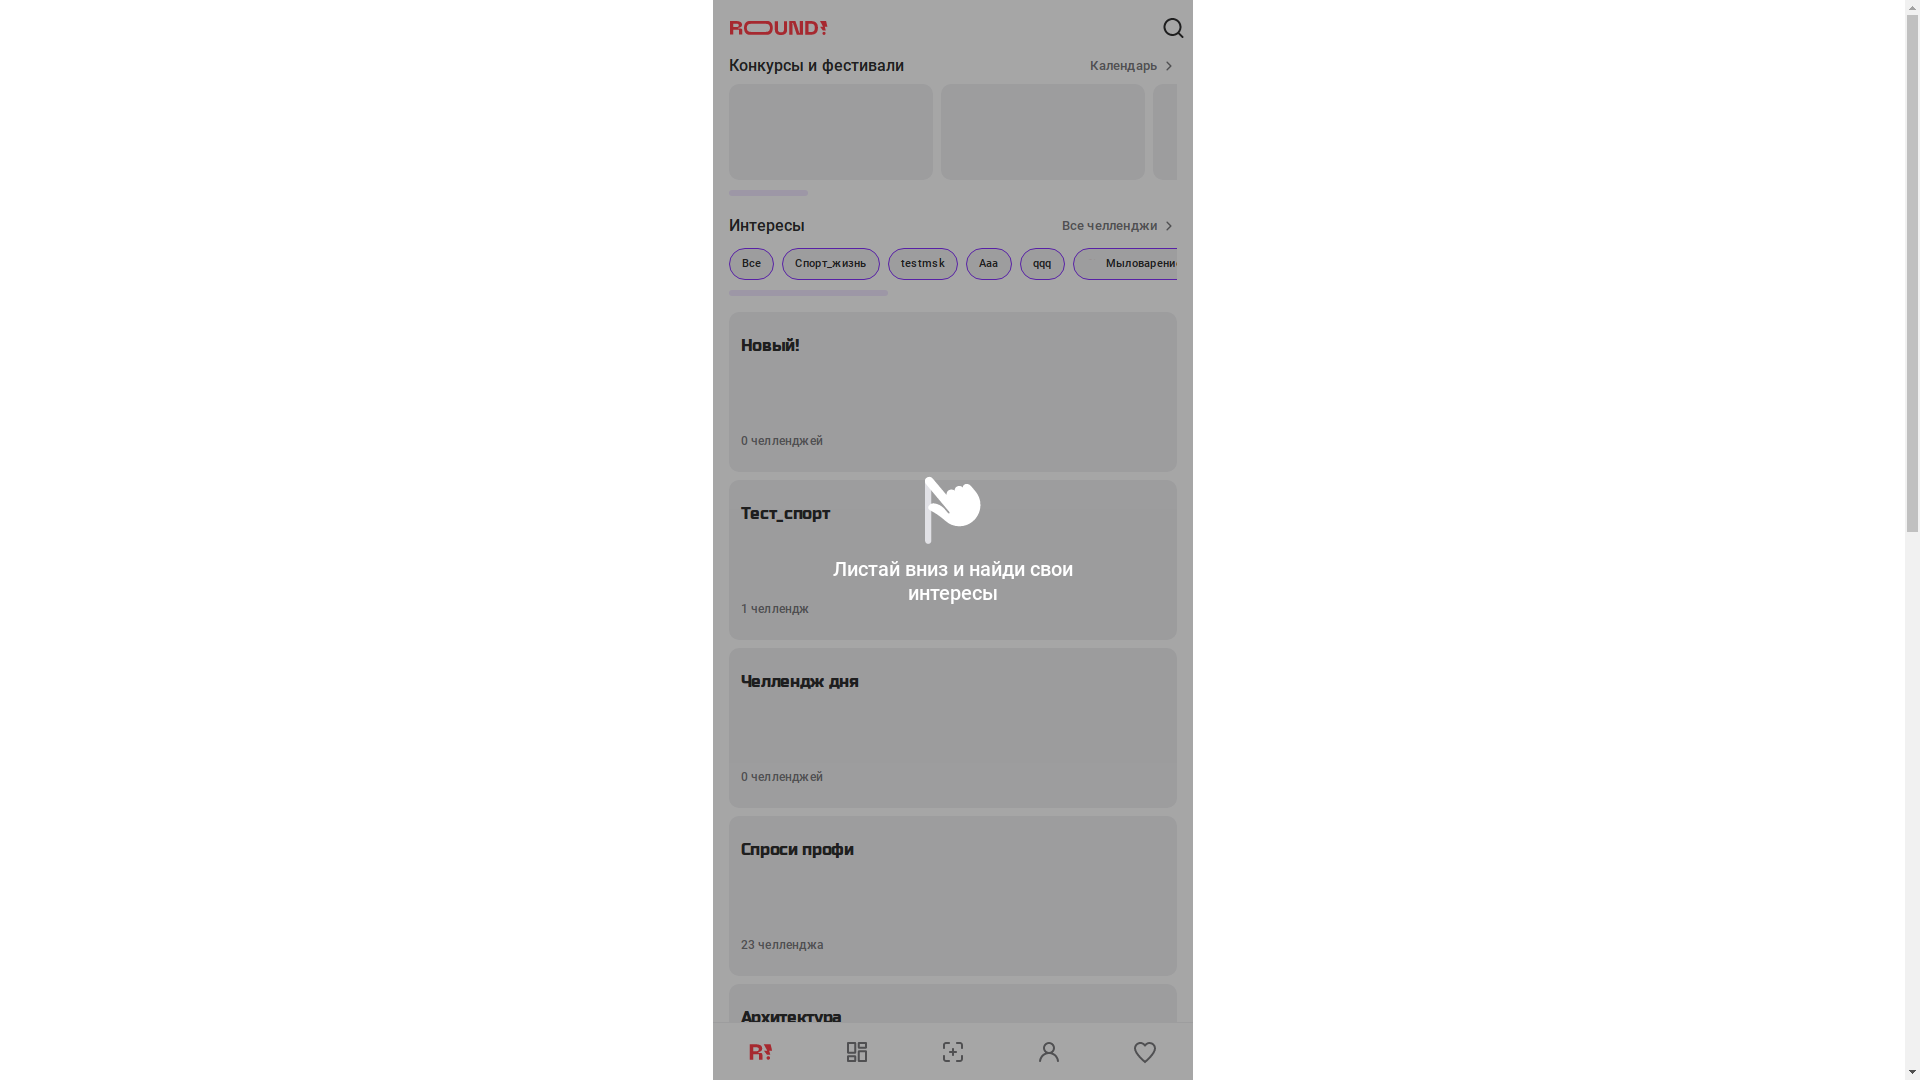 ROUND!
Конкурсы и фестивали
Календарь
Интересы
Все челленджи
Все
Спорт_жизнь
testmsk
Ааа
qqq
Мыловарение
Новый!
0 челленджей
Тест_спорт
Листай вниз и найди свои
интересы
1 челлендж
Челлендж дня
0 челленджей
Спроси профи
23 челленджа
Архитектура
R!